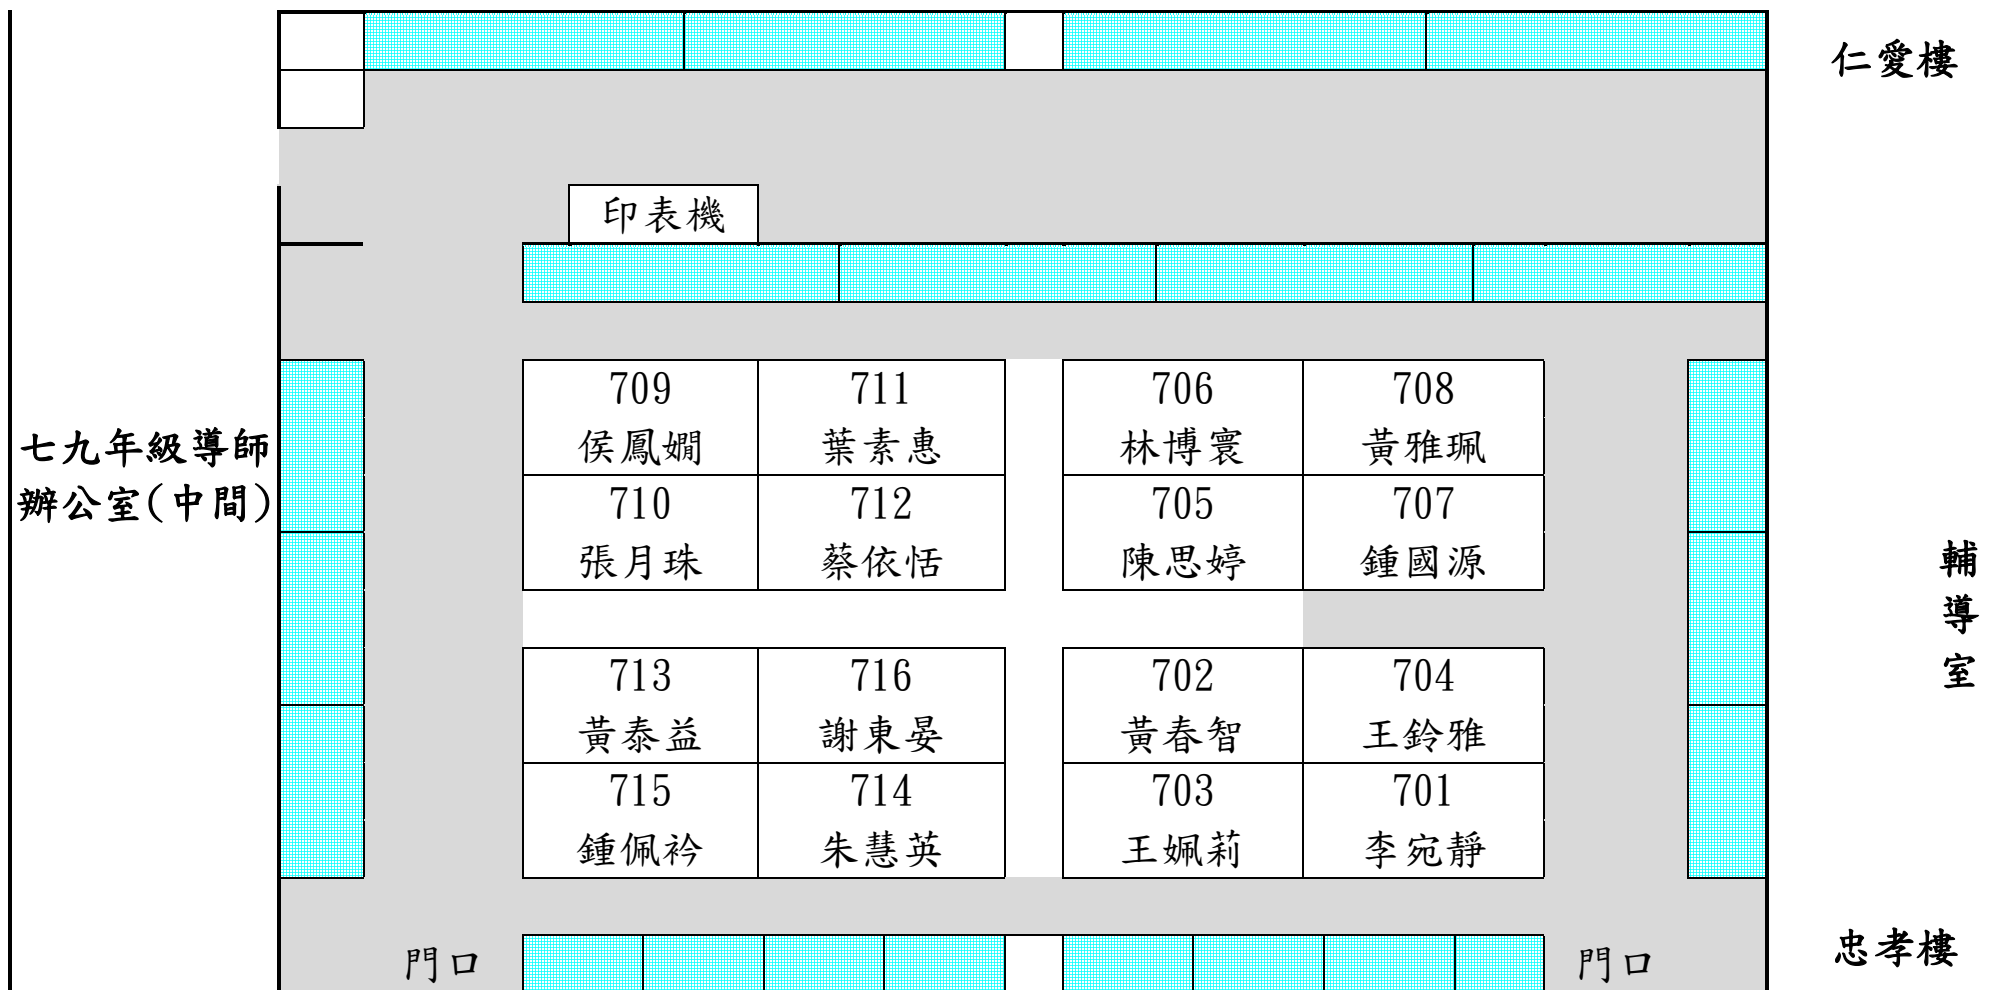 仁愛樓
印表機
709 711 706 708
侯鳳嫺 葉素惠 林博寰 黃雅珮
七九年級導師
辦公室(中間)
710 712 705 707
張月珠 蔡依恬 陳思婷 鍾國源
輔
導
室
713 716 702 704
黃泰益 謝東晏 黃春智 王鈴雅
715 714 703 701
鍾佩衿 朱慧英 王姵莉 李宛靜
忠孝樓
門口 門口